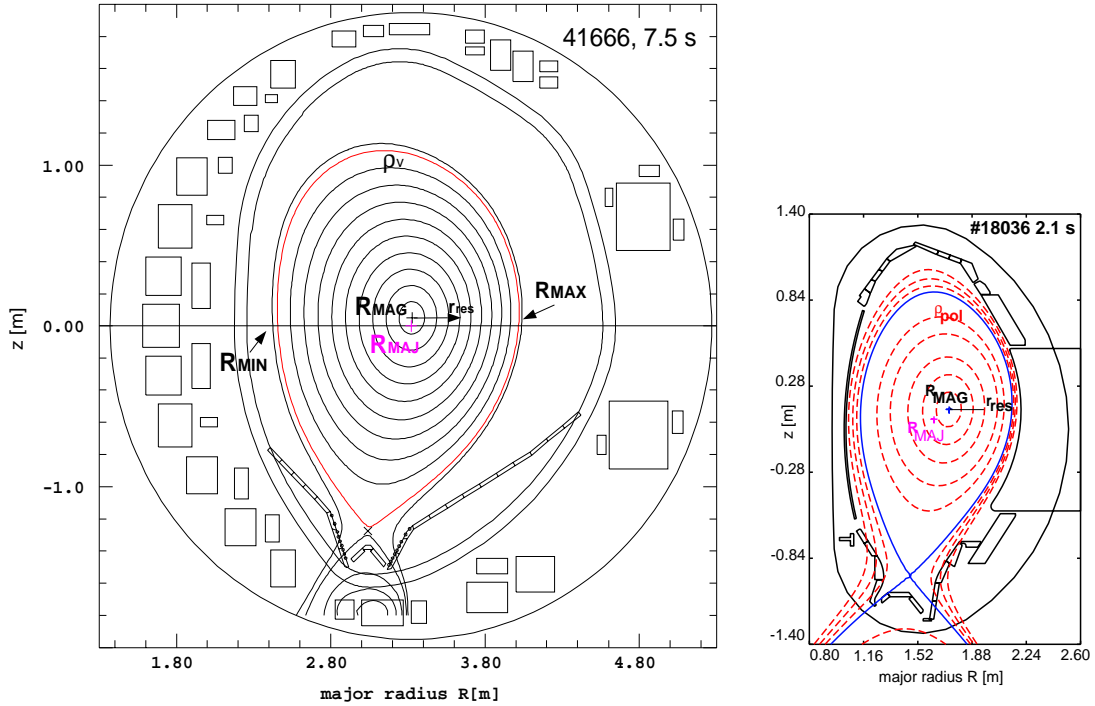 41666, 7.5 s
ρv
RMAG
rres
RMAX
RMAJ
RMIN
z [m]
1.00
0.00
-1.0
1.80
2.80
3.80
4.80
major radius R[m]
#18036 2.1 s
ρpol
RMAG
rres
RMAJ
z [m]
1.40
0.84
0.28
-0.28
-0.84
-1.40
0.80
1.16
1.52
1.88
2.24
2.60
major radius R [m]